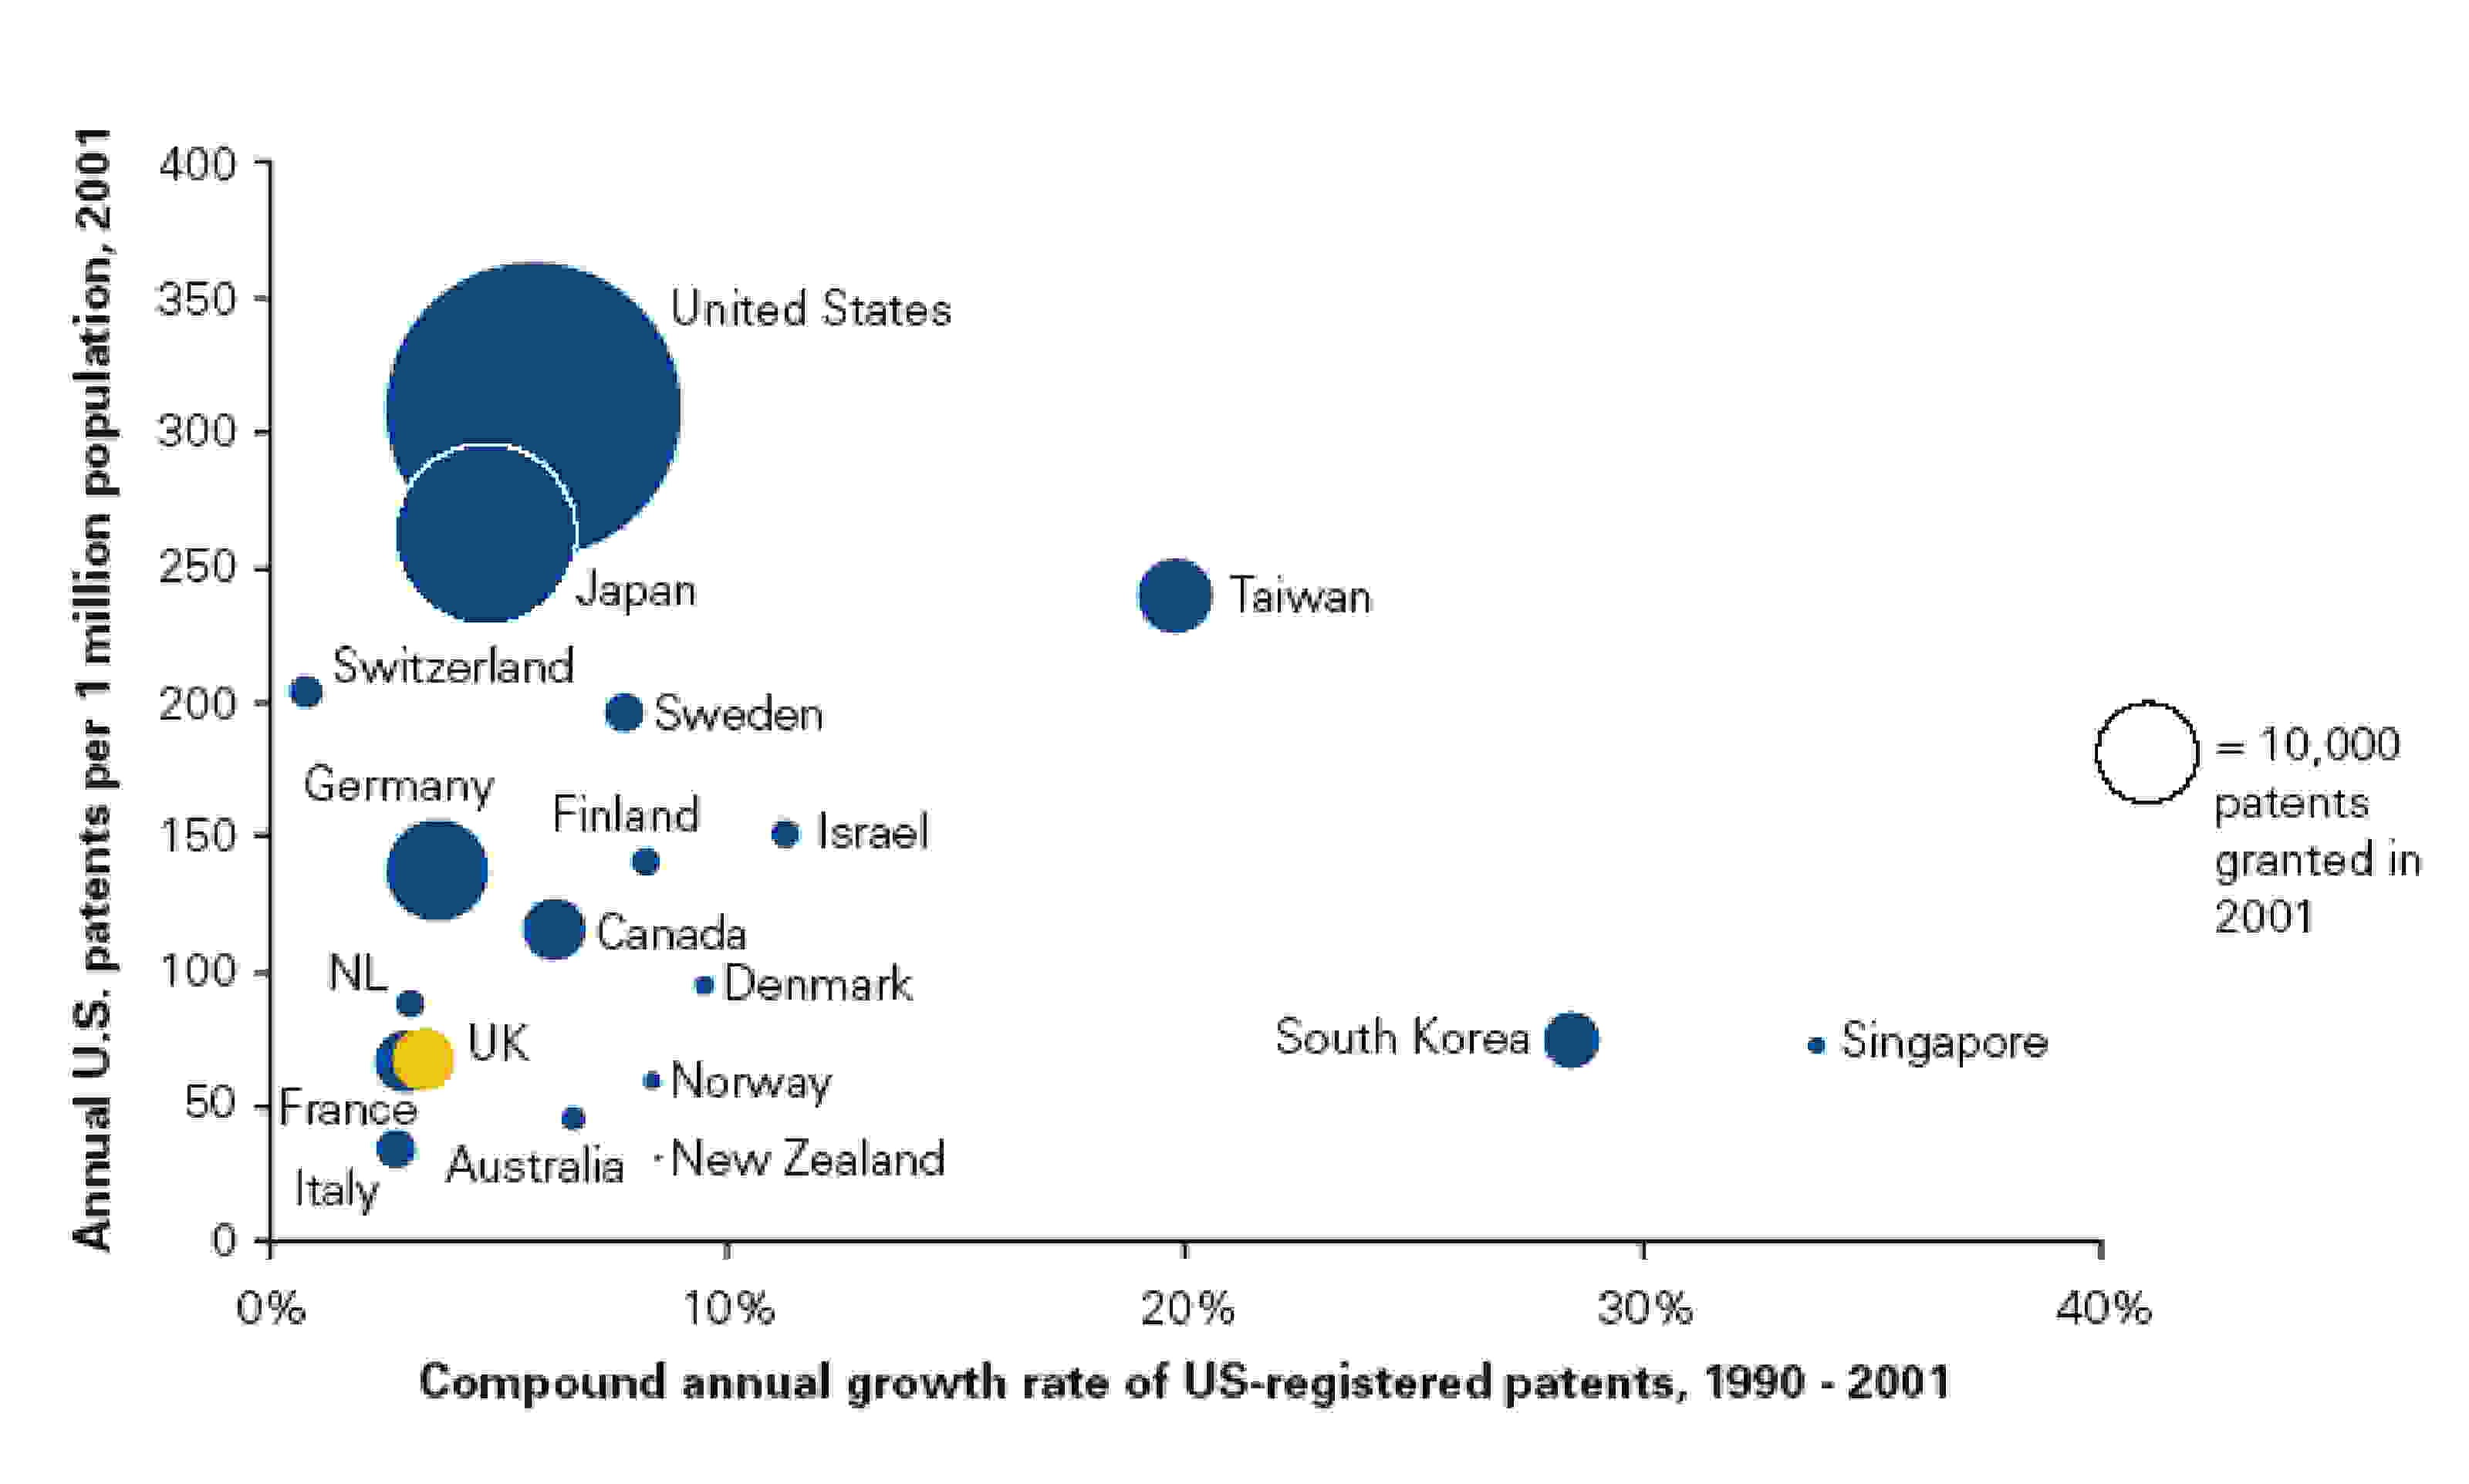 Annual U.S. patents per 1 million population, 2001
400
350
300
250
200
150
100
50
0
United States
Japan
Taiwan
Switzerland
Sweden
Germany
Finland
Israel
Canada
NL
Denmark
UK
South Korea
Singapore
France
Norway
Australia
New Zealand
Italy
= 10,000
patents
granted in
2001
0%
10%
20%
30%
40%
Compound annual growth rate of US-registered patents, 1990 - 2001